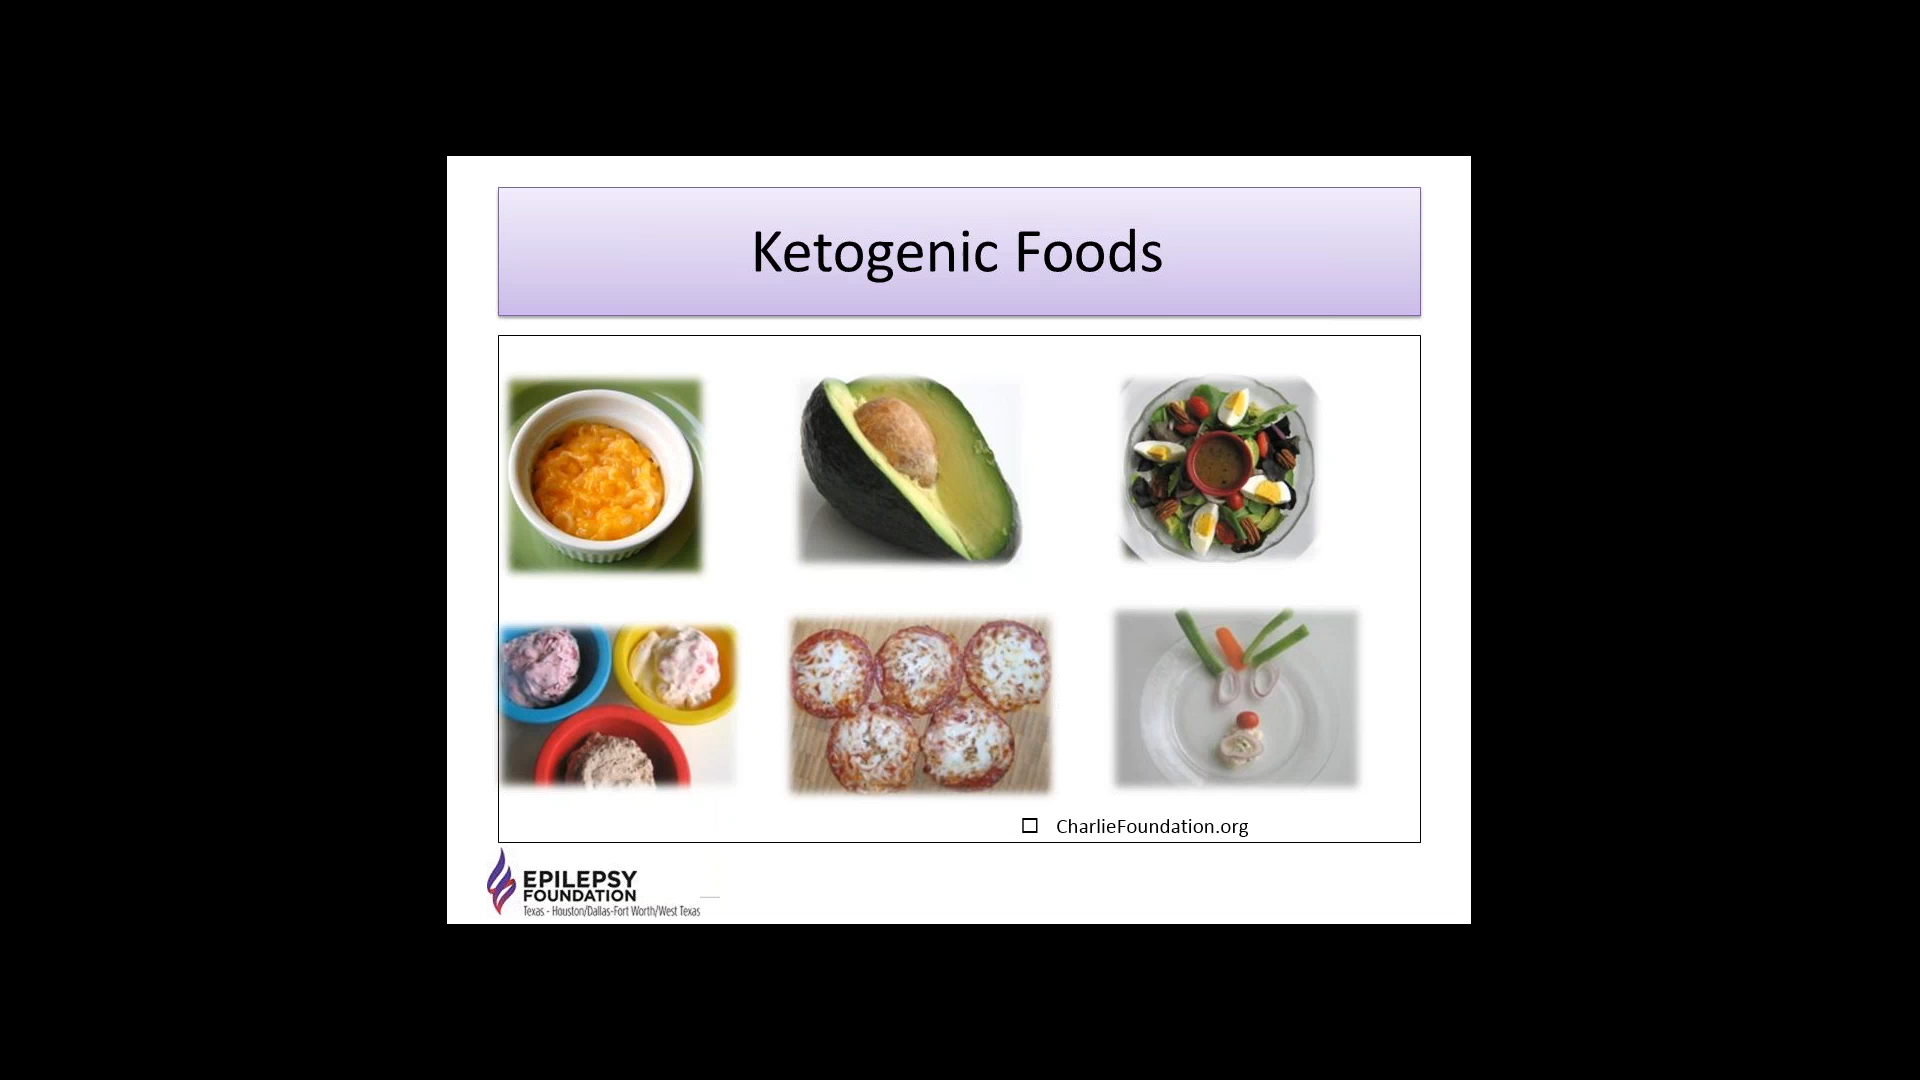 Ketogenic Foods
CharlieFoundation.org
EPILEPSY
FOUNDATION
Texas - Houston/Dallas-Fort Worth/West Texas